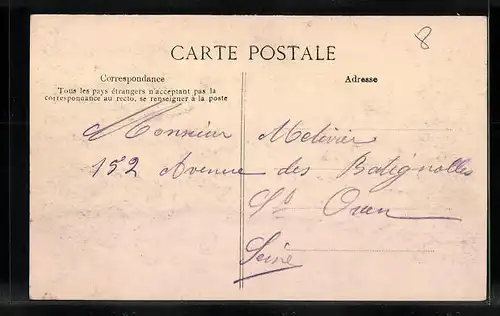 8
CARTE POSTALE
Correspondance
Tous les pays étrangers n'acceptant pas la
correspondance au recto, se renseigner à la poste
Adresse
Monsieur Metivier
152 Avenue des Batignolles
St Ouen
Seine